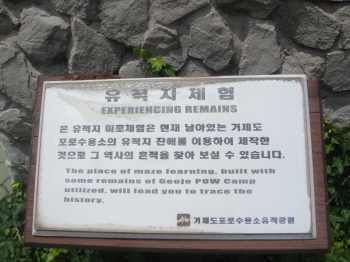 유적지체험
EXPERIENCING REMAINS
본 유적지 미로체험은 현재 남아있는 거제도
포로수용소의 유적지 잔해를 이용하여 제작한
것으로 그 역사의 흔적을 찾아 보실 수 있습니다.
The place of maze learning, built with
some remains of Geoje POW Camp
utilized, will lead you to trace the
history.
거제도포로수용소유적공원